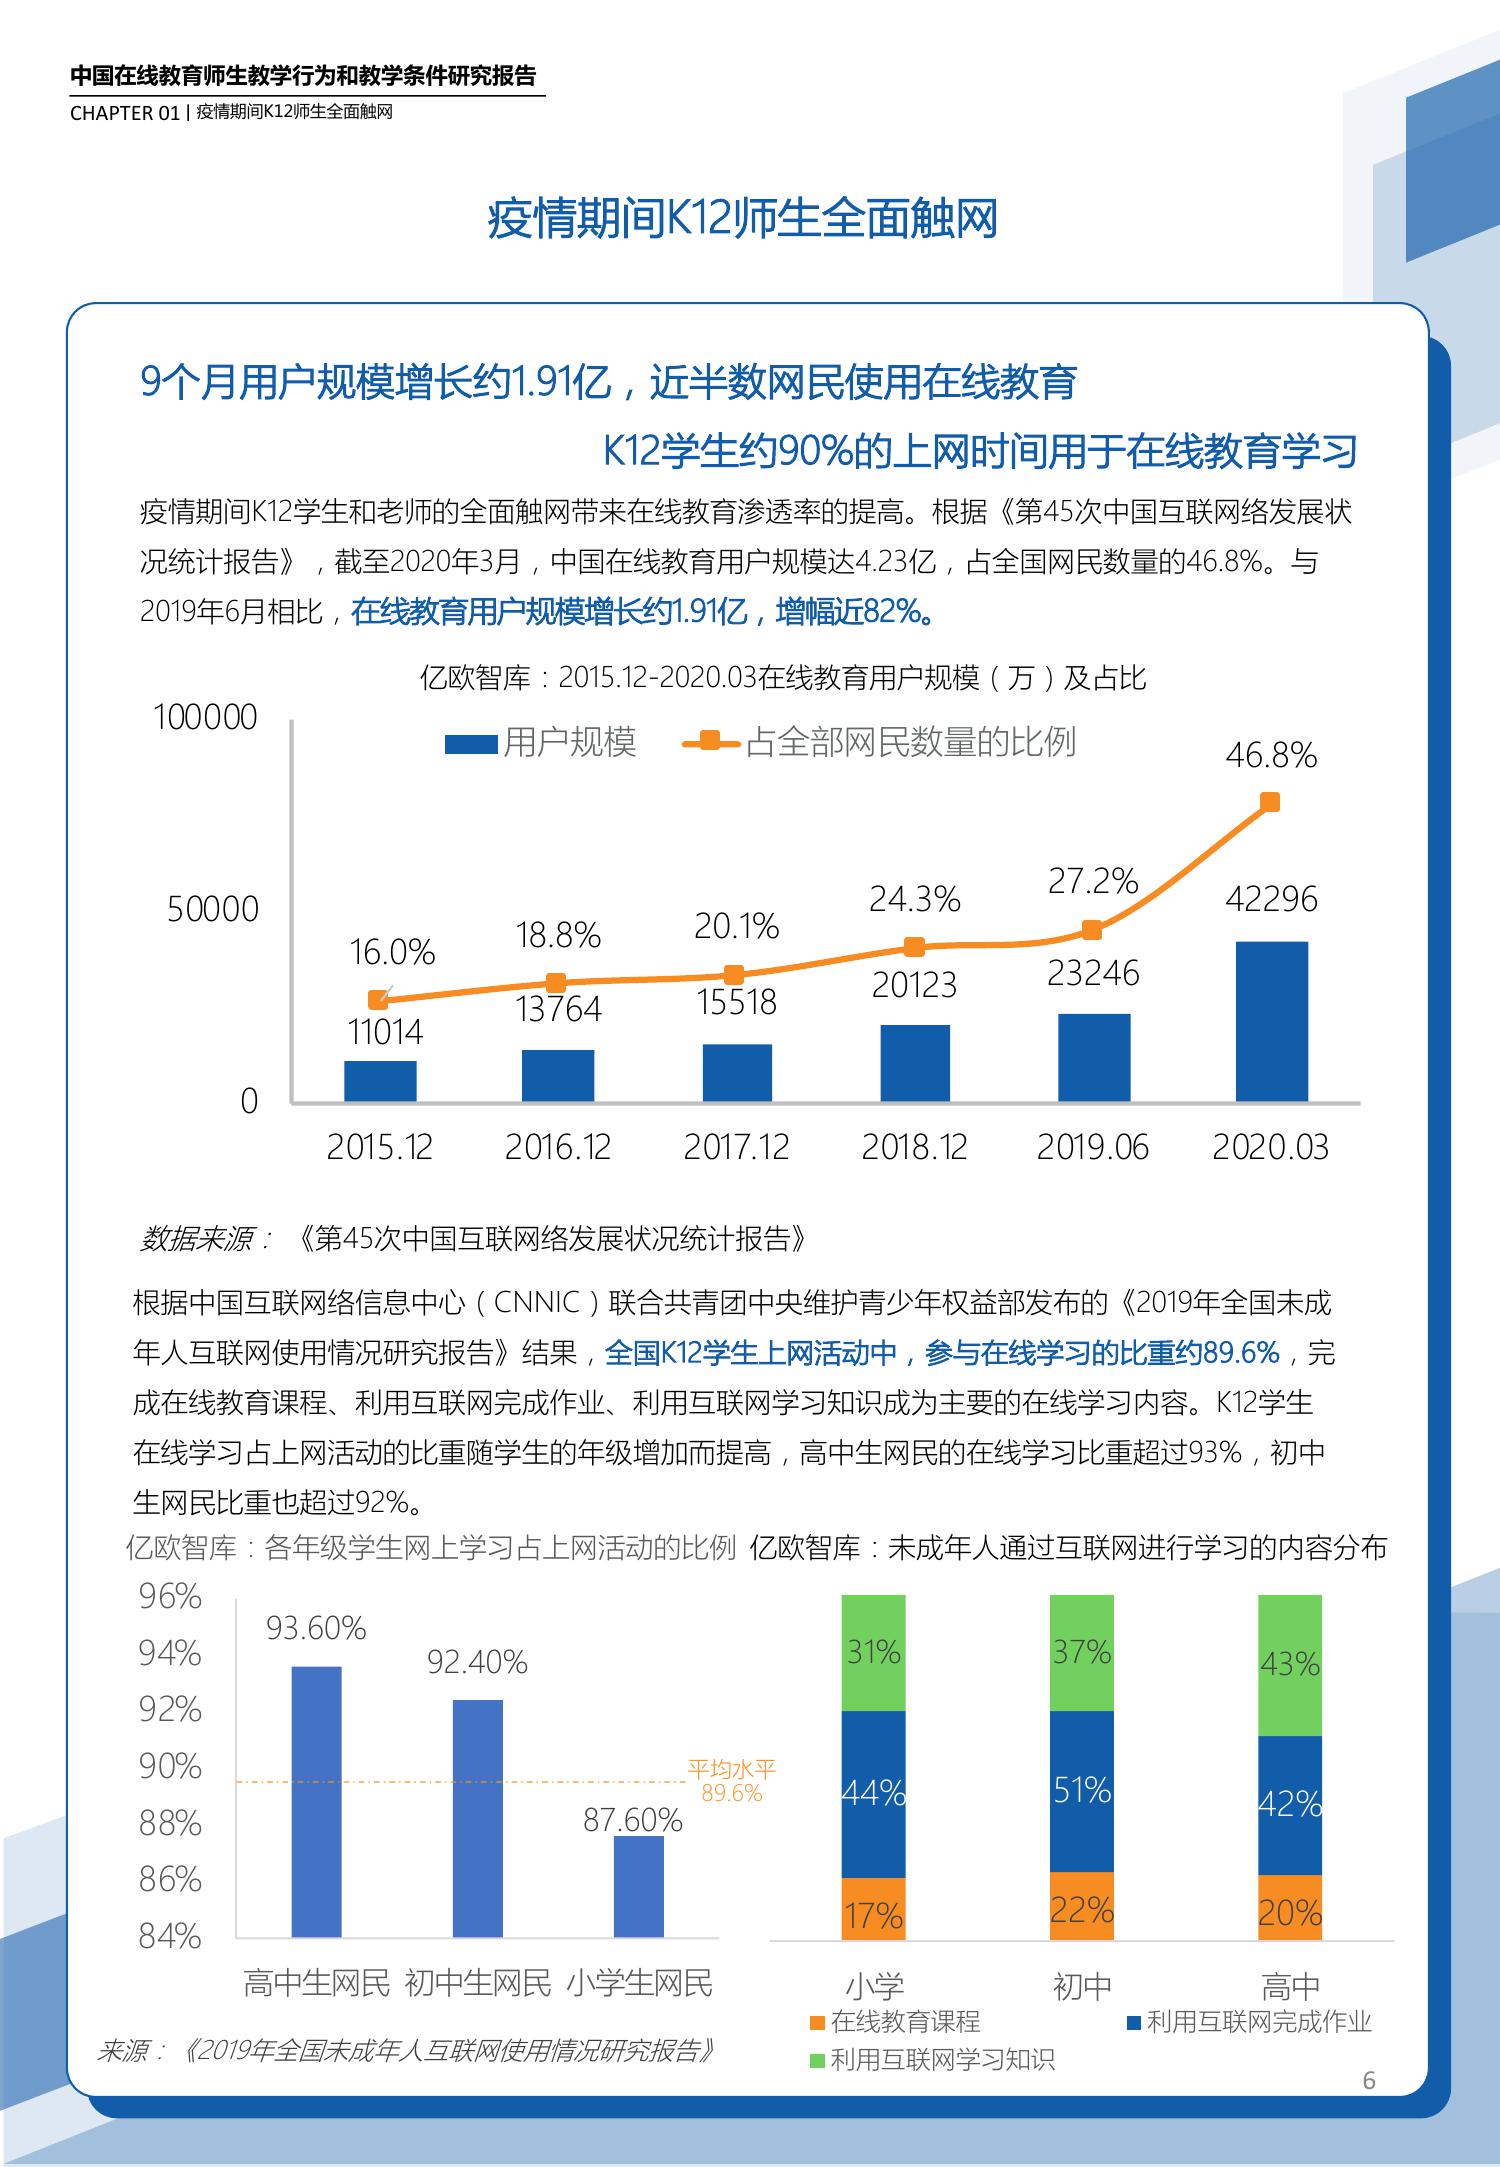 中国在线教育师生教学行为和教学条件研究报告
CHAPTER 01 | 疫情期间K12师生全面触网
疫情期间K12师生全面触网
9个月用户规模增长约1.91亿，近半数网民使用在线教育
K12学生约90%的上网时间用于在线教育学习
疫情期间K12学生和老师的全面触网带来在线教育渗透率的提高。根据《第45次中国互联网络发展状
况统计报告》，截至2020年3月，中国在线教育用户规模达4.23亿，占全国网民数量的46.8%。与
2019年6月相比，在线教育用户规模增长约1.91亿，增幅近82%。
亿欧智库：2015.12-2020.03在线教育用户规模（万）及占比
用户规模 占全部网民数量的比例
100000
50000
0
16.0% 18.8% 20.1% 24.3% 27.2% 46.8%
11014 13764 15518 20123 23246 42296
2015.12 2016.12 2017.12 2018.12 2019.06 2020.03
数据来源：《第45次中国互联网络发展状况统计报告》
根据中国互联网络信息中心（CNNIC）联合共青团中央维护青少年权益部发布的《2019年全国未成
年人互联网使用情况研究报告》结果，全国K12学生上网活动中，参与在线学习的比重约89.6%，完
成在线教育课程、利用互联网完成作业、利用互联网学习知识成为主要的在线学习内容。K12学生
在线学习占上网活动的比重随学生的年级增加而提高，高中生网民的在线学习比重超过93%，初中
生网民比重也超过92%。
亿欧智库：各年级学生网上学习占上网活动的比例
96%
94%
92%
90%
88%
86%
84%
93.60% 92.40% 87.60%
平均水平
89.6%
高中生网民 初中生网民 小学生网民
来源：《2019年全国未成年人互联网使用情况研究报告》
亿欧智库：未成年人通过互联网进行学习的内容分布
31% 37% 43%
44% 51% 42%
17% 22% 20%
小学 初中 高中
在线教育课程 利用互联网完成作业
利用互联网学习知识
6